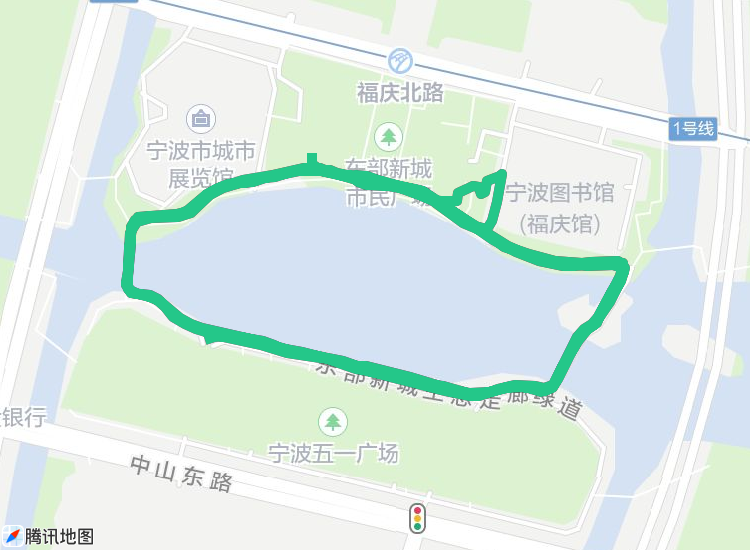 福庆北路
1号线
宁波市城市
展览馆
东部新城
市民广场
宁波图书馆
(福庆馆)
东部新城生态走廊绿道
银行
宁波五一广场
中山东路
腾讯地图